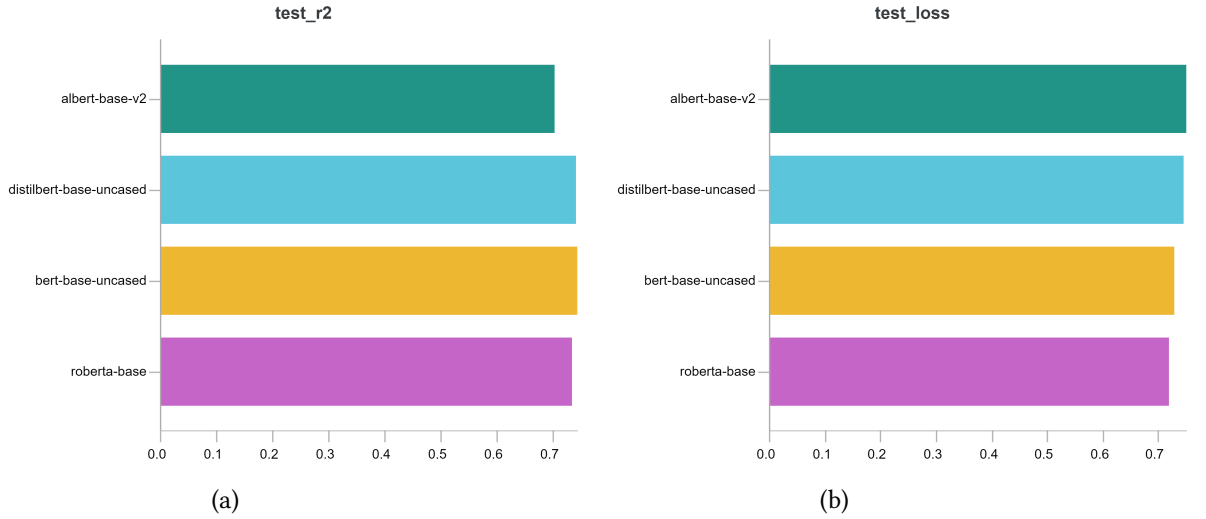 test_r2
albert-base-v2
distilbert-base-uncased
bert-base-uncased
roberta-base
0.0 0.1 0.2 0.3 0.4 0.5 0.6 0.7
(a)
test_loss
albert-base-v2
distilbert-base-uncased
bert-base-uncased
roberta-base
0.0 0.1 0.2 0.3 0.4 0.5 0.6 0.7
(b)